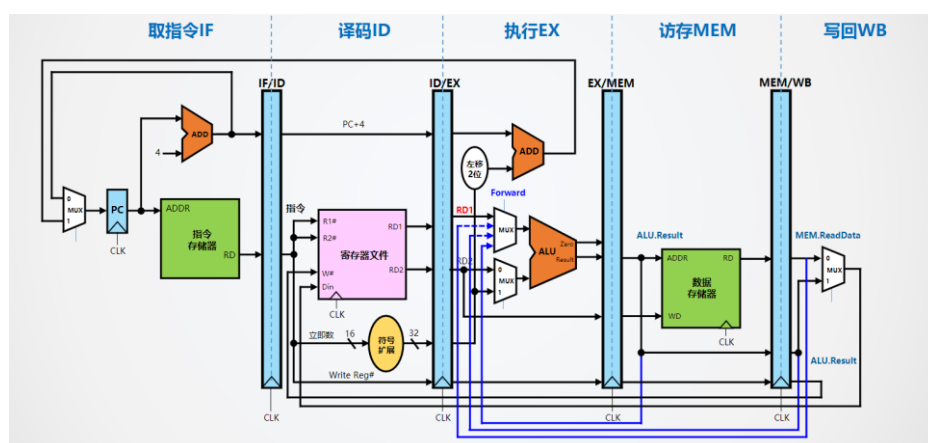 取指令IF
译码ID
执行EX
访存MEM
写回WB
IF/ID
ID/EX
EX/MEM
MEM/WB
PC+4
ADD
4
ADD
左移
2位
Forward
0
MUX
1
PC
CLK
ADDR
指令
存储器
RD
指令
R1#
R2#
W#
Din
RD1
RD2
寄存器文件
CLK
RD1
RD2
MUX
0
MUX
1
ALU
Zero
Result
ALU.Result
ADDR
RD
数据
存储器
WD
CLK
MEM.ReadData
0
MUX
1
ALU.Result
立即数
16
符号
扩展
32
Write Reg#
CLK
CLK
CLK
CLK